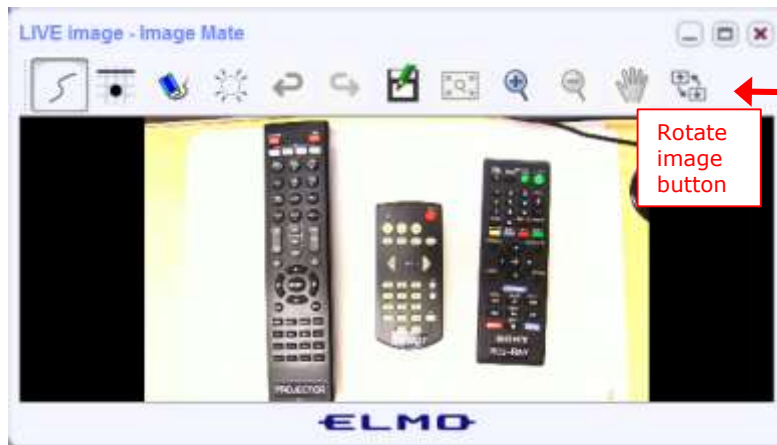 LIVE image - Image Mate
Rotate
image
button
PROJECTOR
SONY
ELMO